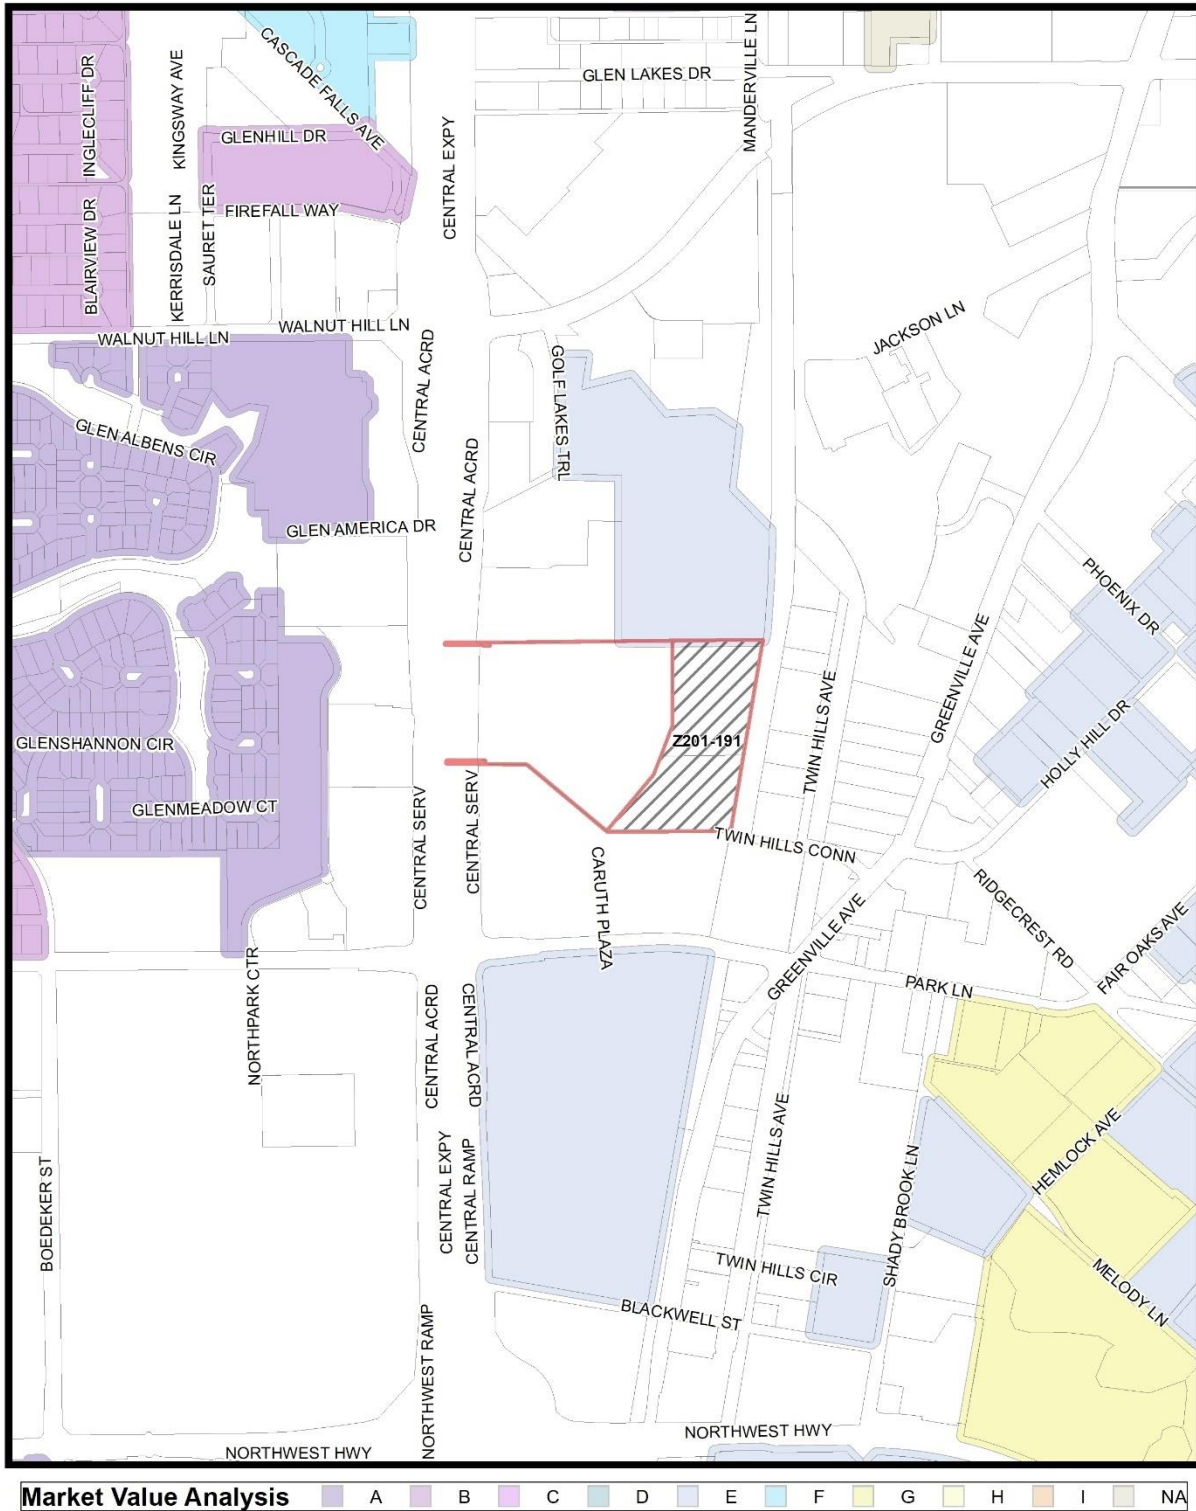 GLEN LAKES DR
MANDERVILLE LN
CASCADE FALLS AVE
INGLECLIFF DR
KINGSWAY AVE
GLENHILL DR
CENTRAL EXPY
BLAIRVIEW DR
KERRISDALE LN
SAURET TER
FIREFALL WAY
WALNUT HILL LN
WALNUT HILL LN
CENTRAL ACRD
GOLF LAKES TRL
JACKSON LN
GLEN ALBENS CIR
CENTRAL ACRD
GLEN AMERICA DR
PHOENIX DR
GREENVILLE AVE
TWIN HILLS AVE
HOLLY HILL DR
Z201-191
GLENSHANNON CIR
GLENMEADOW CT
CENTRAL SERV
CENTRAL SERV
TWIN HILLS CONN
CARUTH PLAZA
RIDGECREST RD
FAIR OAKS AVE
GREENVILLE AVE
NORTHPARK CTR
PARK LN
CENTRAL ACRD
CENTRAL ACRD
TWIN HILLS AVE
HEMLOCK AVE
BOEDEKER ST
CENTRAL EXPY
CENTRAL RAMP
SHADY BROOK LN
TWIN HILLS CIR
MELODY LN
BLACKWELL ST
NORTHWEST RAMP
NORTHWEST HWY
NORTHWEST HWY
Market Value Analysis A B C D E F G H I NA